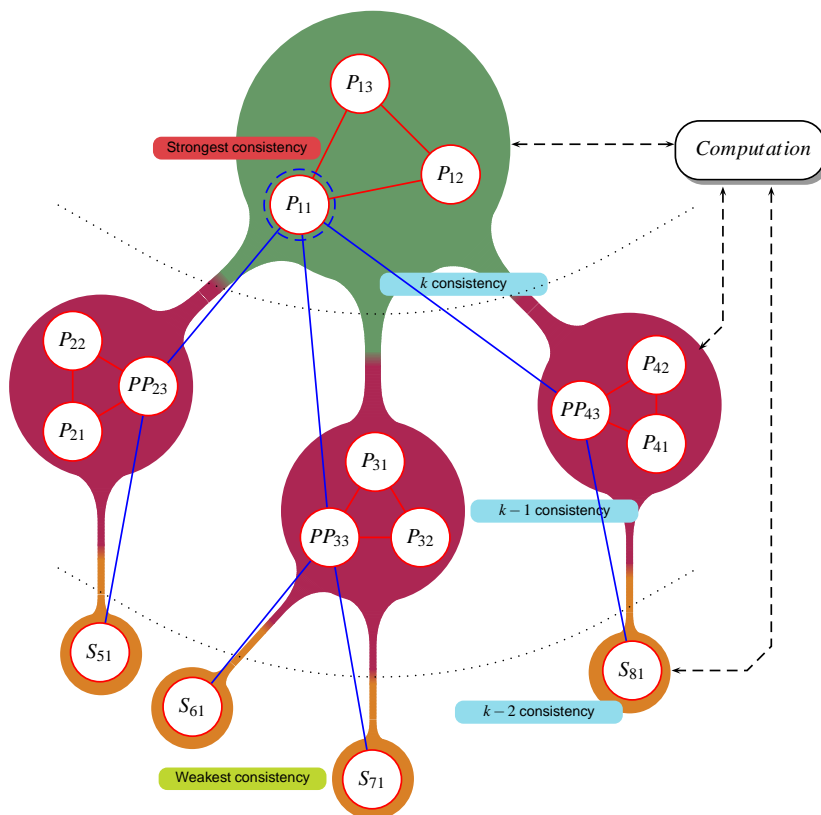 P13
Strongest consistency
Computation
P12
P11
k consistency
P22
PP23
P42
PP43
P21
P41
P31
k − 1 consistency
PP33
P32
S51
S81
S61
k − 2 consistency
Weakest consistency
S71